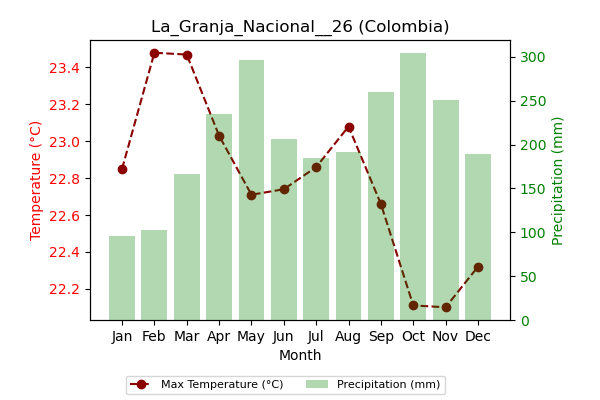 La_Granja_Nacional__26 (Colombia)
23.4
23.2
23.0
22.8
22.6
22.4
22.2
Temperature (°C)
300
250
200
150
100
50
0
Precipitation (mm)
Jan Feb Mar Apr May Jun Jul Aug Sep Oct Nov Dec
Month
Max Temperature (°C) Precipitation (mm)